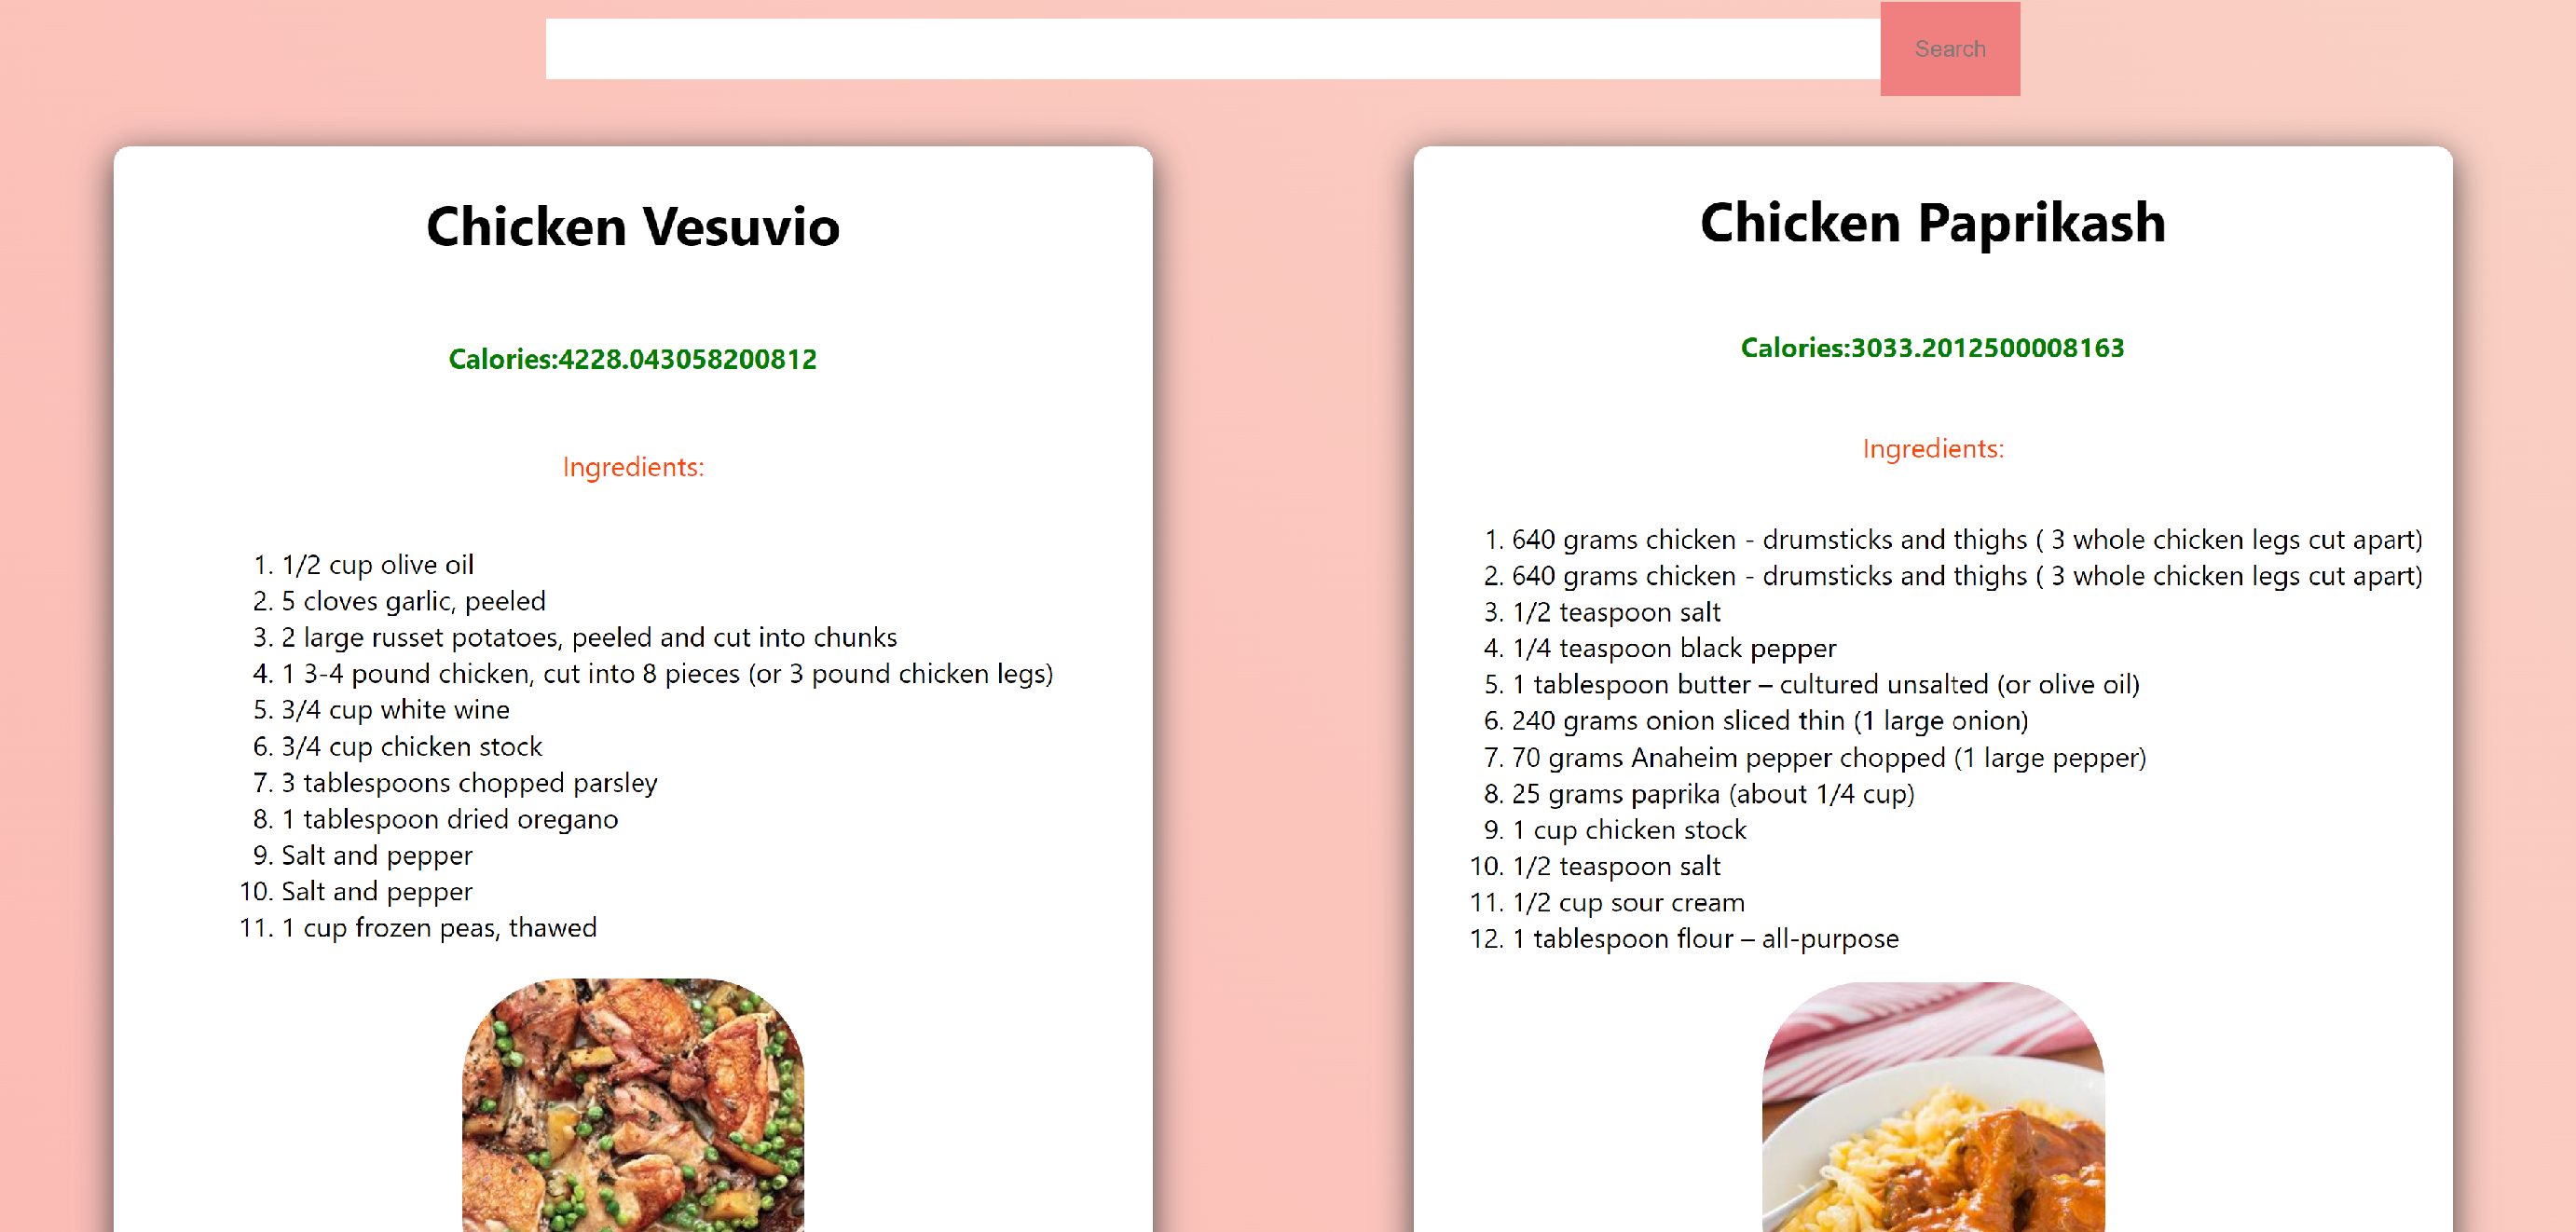 Search
Chicken Vesuvio
Calories:4228.043058200812
Ingredients:
1. 1/2 cup olive oil
2. 5 cloves garlic, peeled
3. 2 large russet potatoes, peeled and cut into chunks
4. 1 3-4 pound chicken, cut into 8 pieces (or 3 pound chicken legs)
5. 3/4 cup white wine
6. 3/4 cup chicken stock
7. 3 tablespoons chopped parsley
8. 1 tablespoon dried oregano
9. Salt and pepper
10. Salt and pepper
11. 1 cup frozen peas, thawed
Chicken Paprikash
Calories:3033.2012500008163
Ingredients:
1. 640 grams chicken - drumsticks and thighs ( 3 whole chicken legs cut apart)
2. 640 grams chicken - drumsticks and thighs ( 3 whole chicken legs cut apart)
3. 1/2 teaspoon salt
4. 1/4 teaspoon black pepper
5. 1 tablespoon butter – cultured unsalted (or olive oil)
6. 240 grams onion sliced thin (1 large onion)
7. 70 grams Anaheim pepper chopped (1 large pepper)
8. 25 grams paprika (about 1/4 cup)
9. 1 cup chicken stock
10. 1/2 teaspoon salt
11. 1/2 cup sour cream
12. 1 tablespoon flour – all-purpose